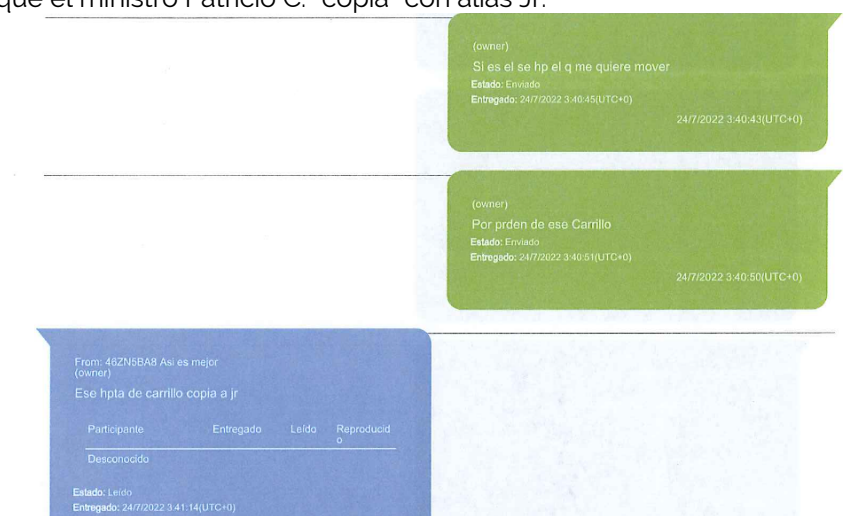 que el ministro Patricio C. "copia" con alias Jr.
(owner)
Si es el se hp el q me quiere mover
Estado: Enviado
Entregado: 24/7/2022 3:40:45(UTC+0)
24/7/2022 3:40:43(UTC+0)
(owner)
Por prden de ese Carrillo
Estado: Enviado
Entregado: 24/7/2022 3:40:51(UTC+0)
24/7/2022 3:40:50(UTC+0)
From: 46ZN5BA8 Asi es mejor
(owner)
Ese hpta de carrillo copia a jr
Participante Entregado Leído Reproducid
o
Desconocido
Estado: Leído
Entregado: 24/7/2022 3:41:14(UTC+0)